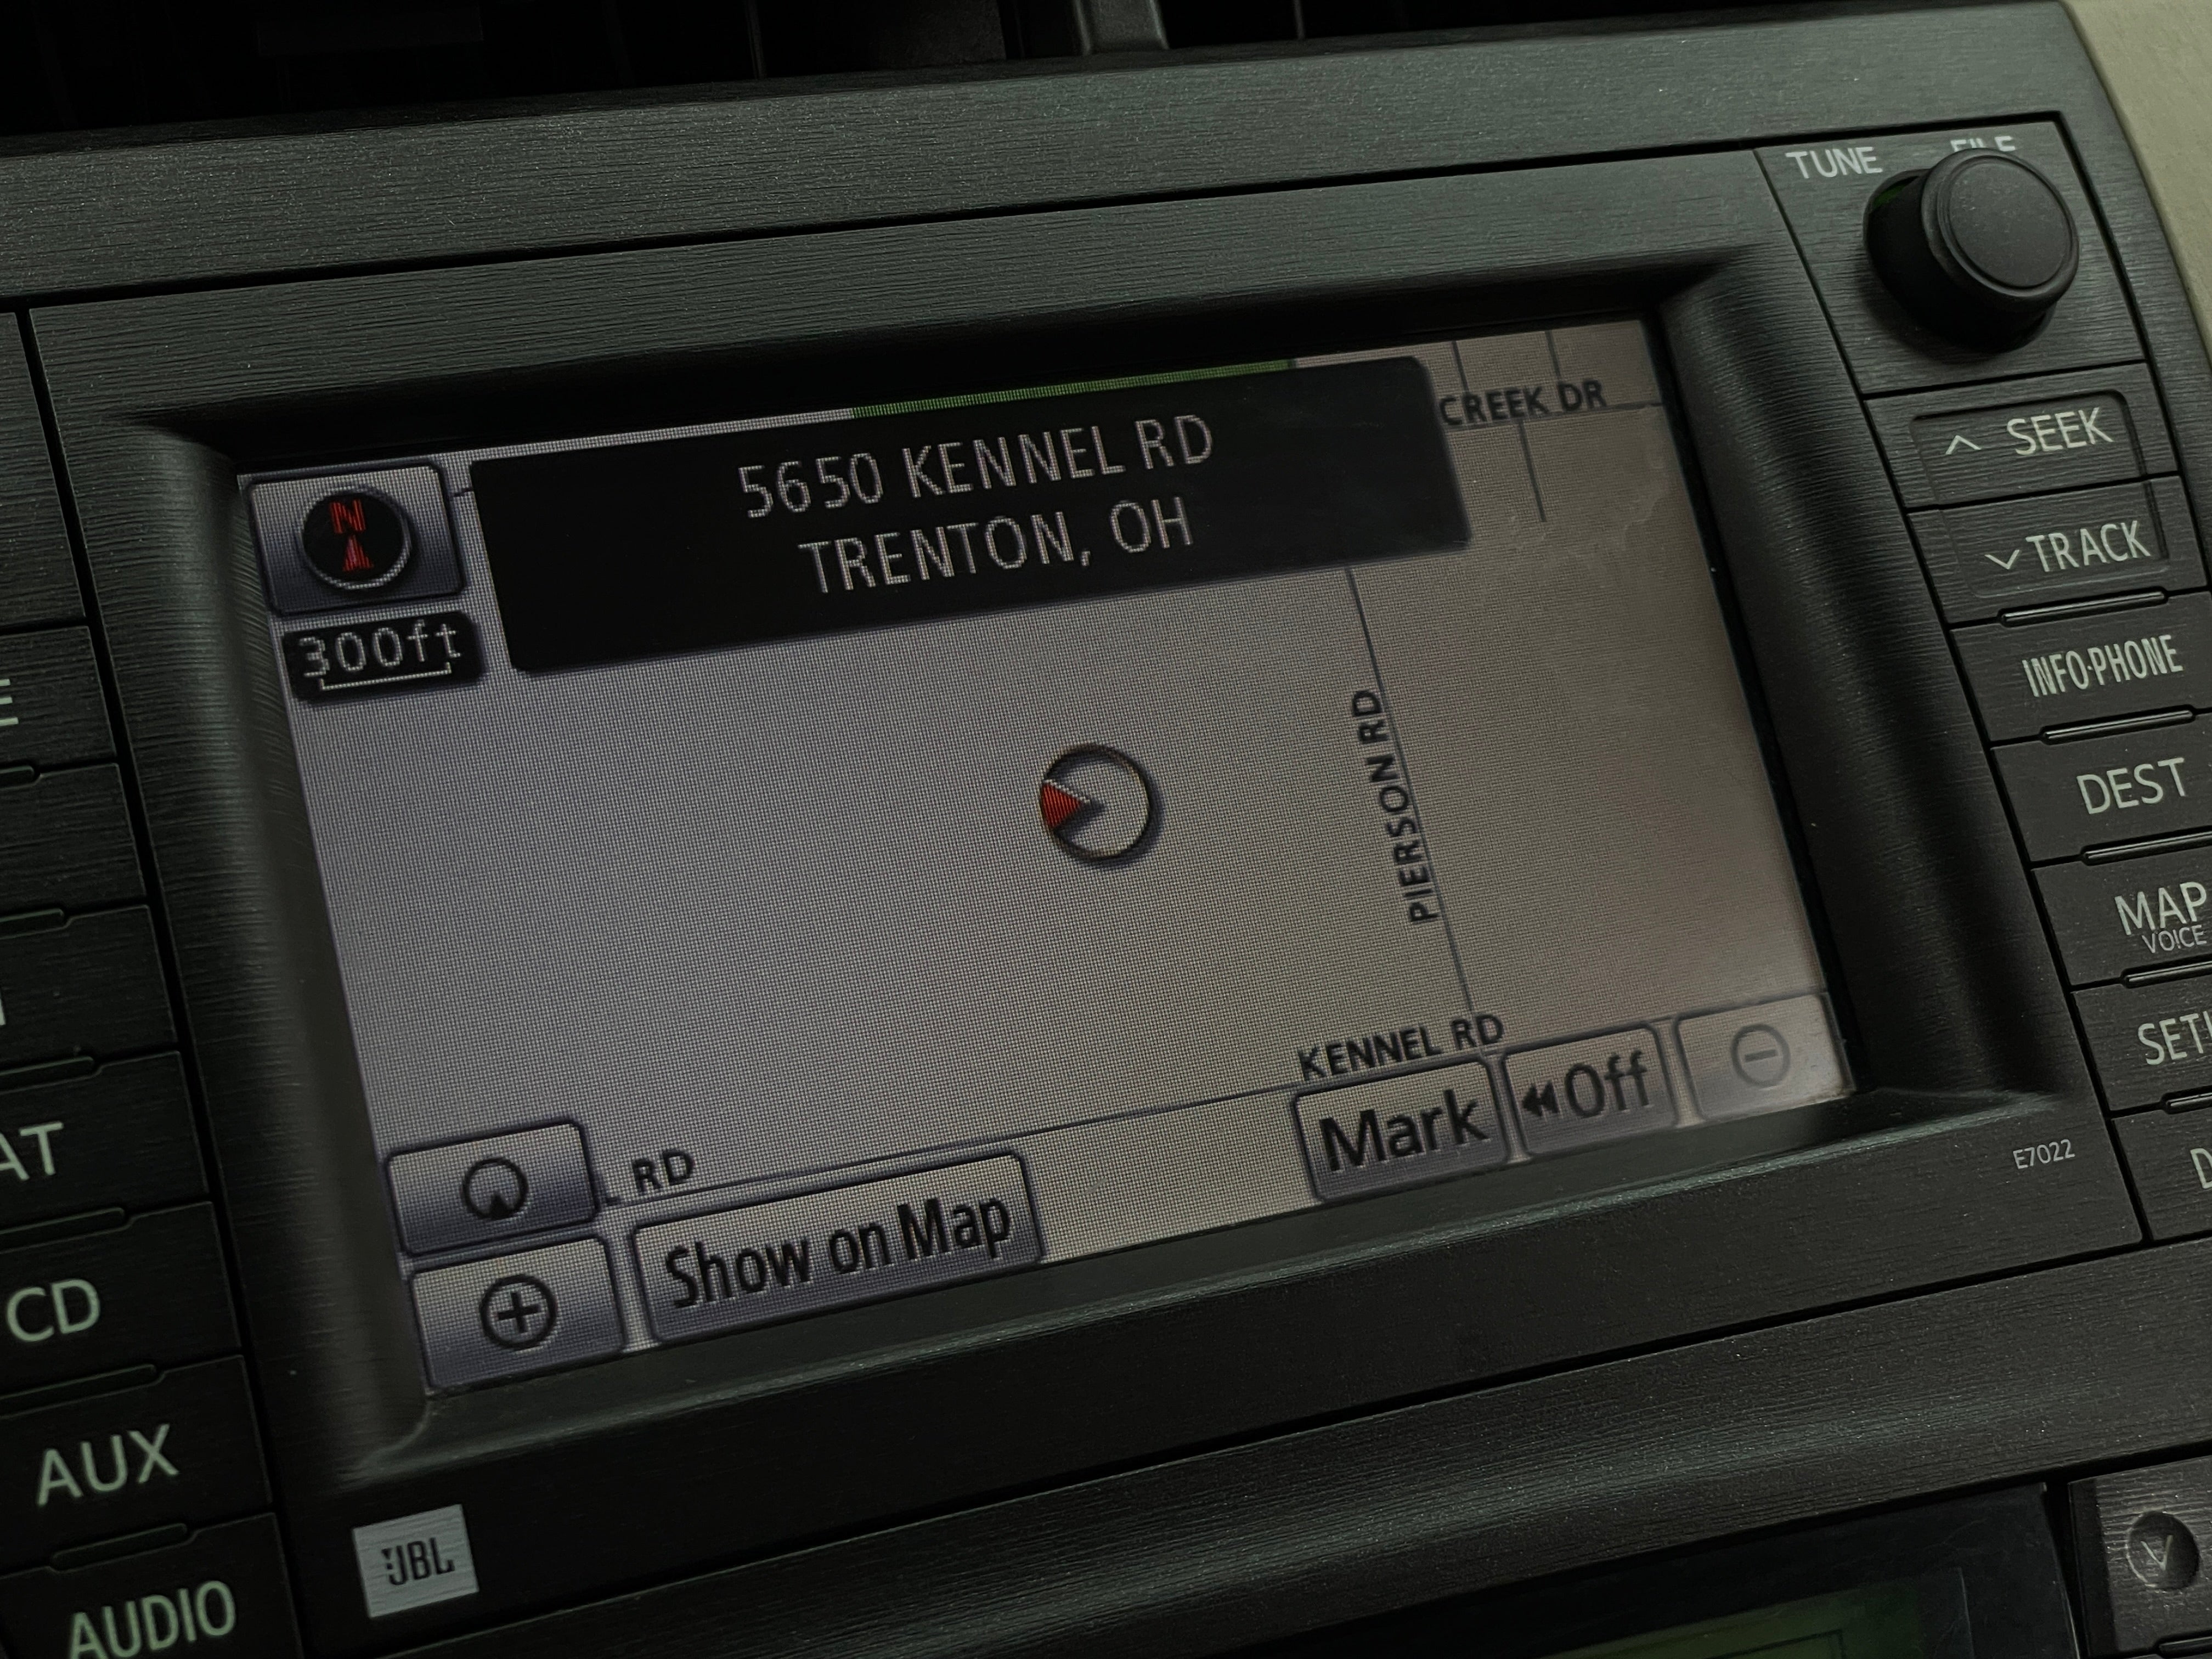 TUNE
SEEK
TRACK
INFO·PHONE
DEST
MAP
VOICE
5650 KENNEL RD
TRENTON, OH
N
300ft
CREEK DR
PIERSON RD
KENNEL RD
RD
Mark
Off
Show on Map
E7022
CD
AUX
AUDIO
JBL